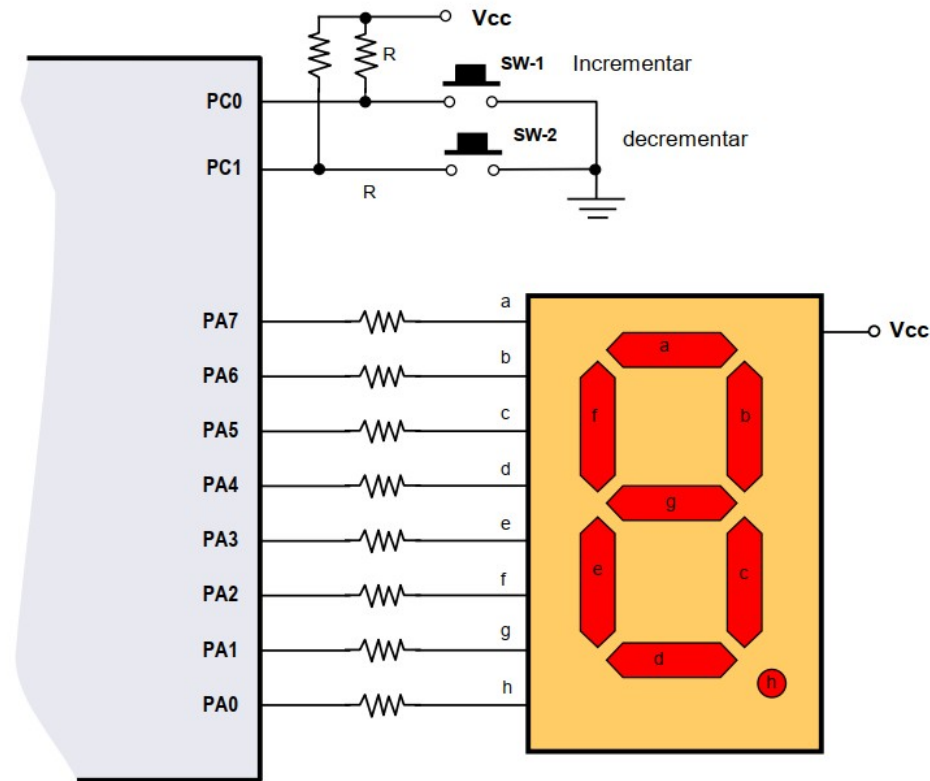 Vcc
R
SW-1 Incrementar
PC0
SW-2 decrementar
PC1
R
PA7 a
Vcc
PA6 b
PA5 c
PA4 d
PA3 e
PA2 f
PA1 g
PA0 h
a
f b
g
e c
d
h